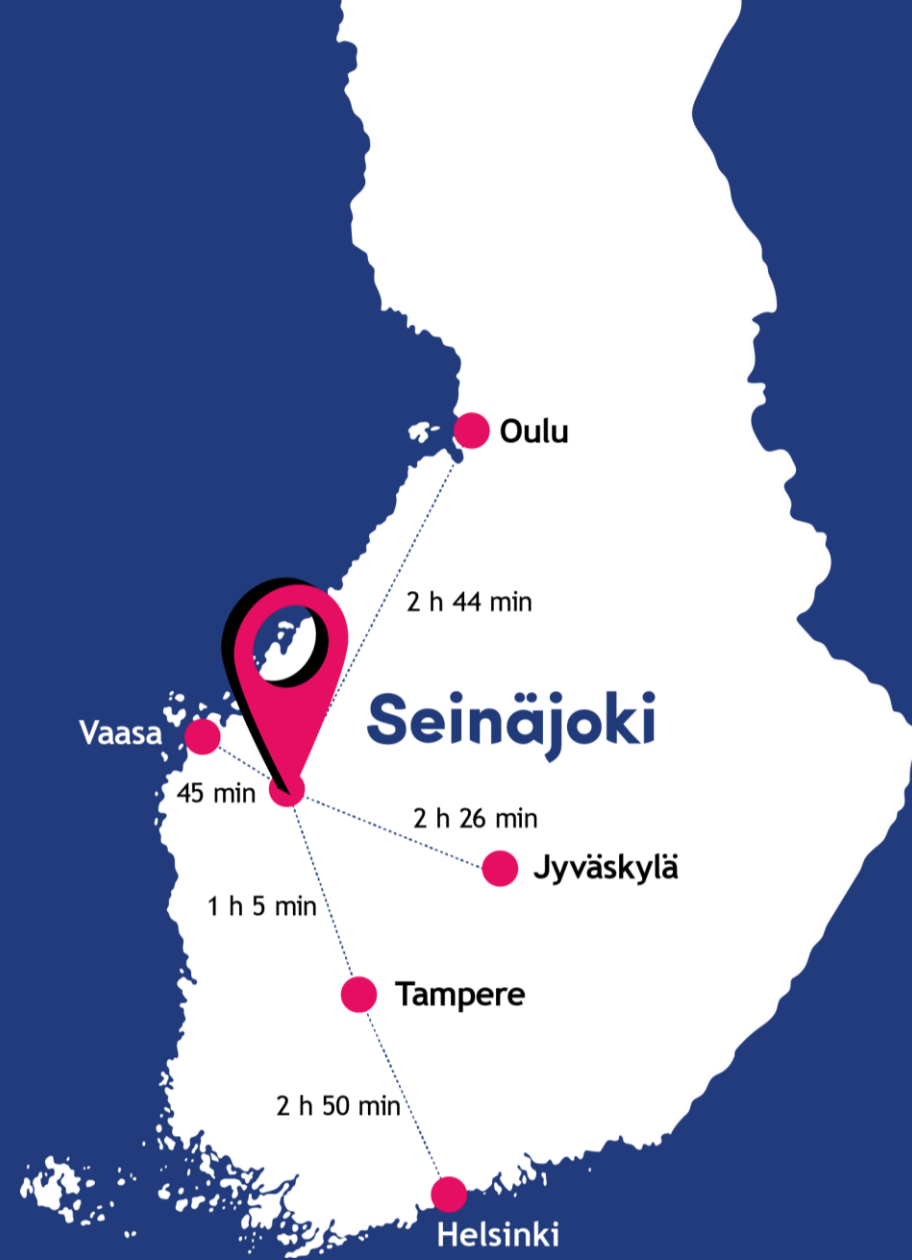 Oulu
2 h 44 min
Seinäjoki
Vaasa
45 min
2 h 26 min
Jyväskylä
1 h 5 min
Tampere
2 h 50 min
Helsinki